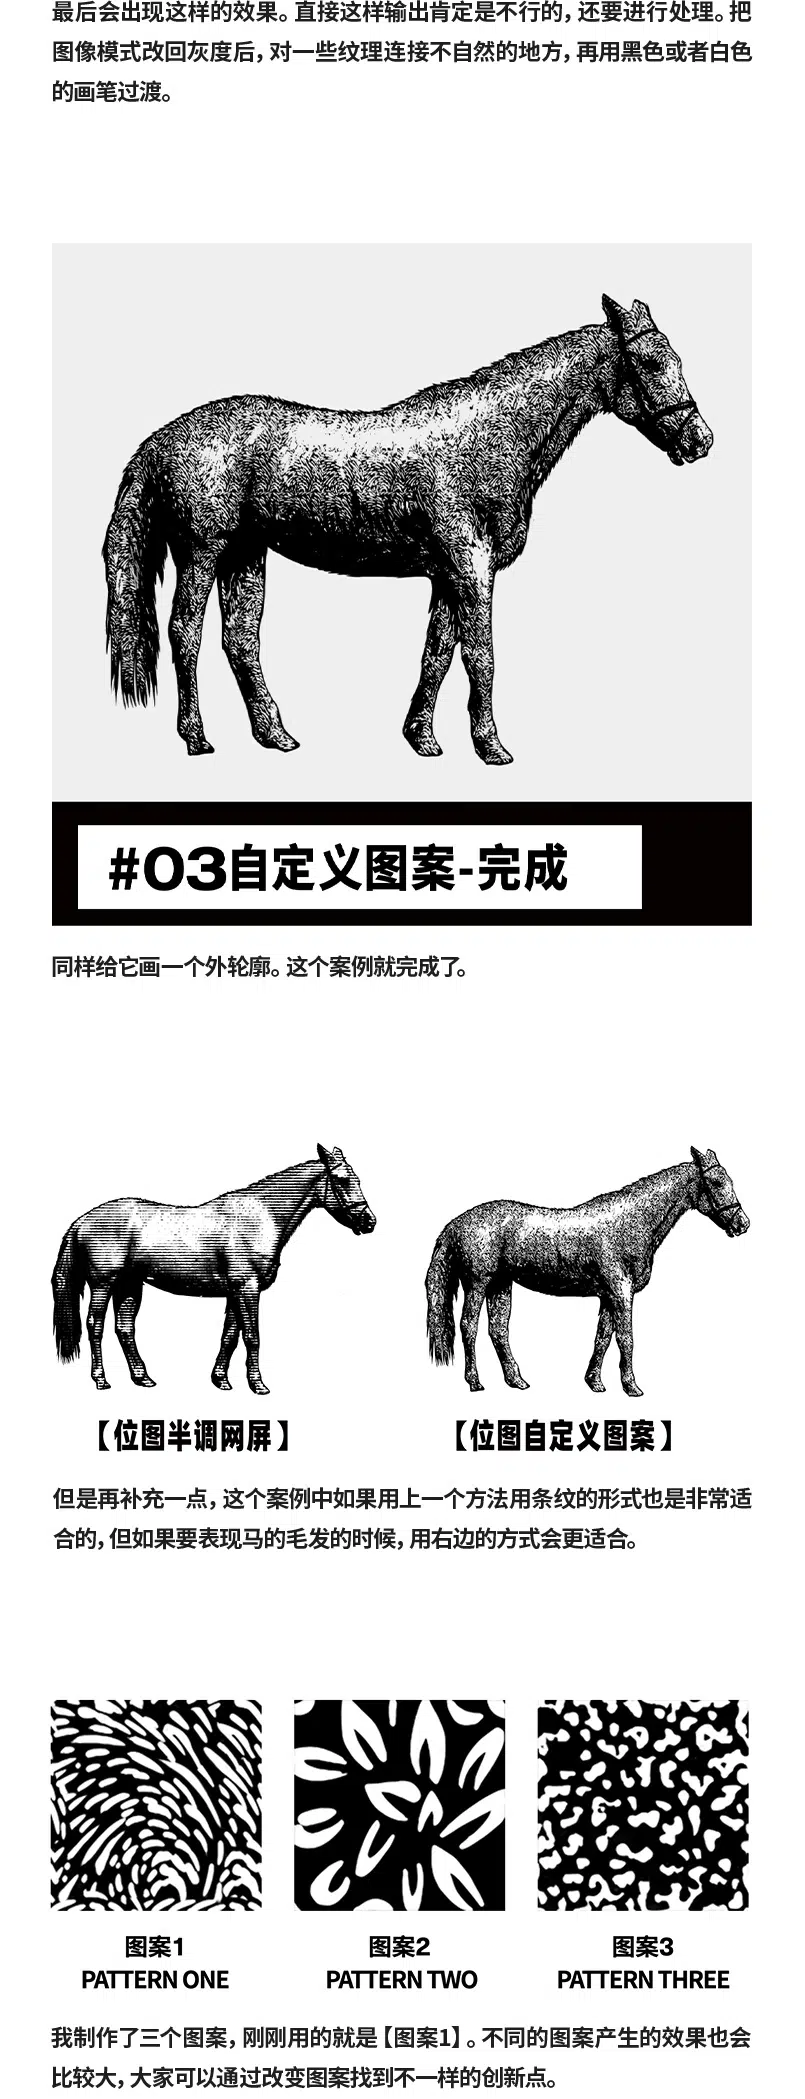 最后会出现这样的效果。直接这样输出肯定是不行的，还要进行处理。把
图像模式改回灰度后，对一些纹理连接不自然的地方，再用黑色或者白色
的画笔过渡。
#03自定义图案-完成
同样给它画一个外轮廓。这个案例就完成了。
【位图半调网屏】
【位图自定义图案】
但是再补充一点，这个案例中如果用上一个方法用条纹的形式也是非常适
合的，但如果要表现马的毛发的时候，用右边的方式会更适合。
图案1
PATTERN ONE
图案2
PATTERN TWO
图案3
PATTERN THREE
我制作了三个图案，刚刚用的就是【图案1】。不同的图案产生的效果也会
比较大，大家可以通过改变图案找到不一样的创新点。